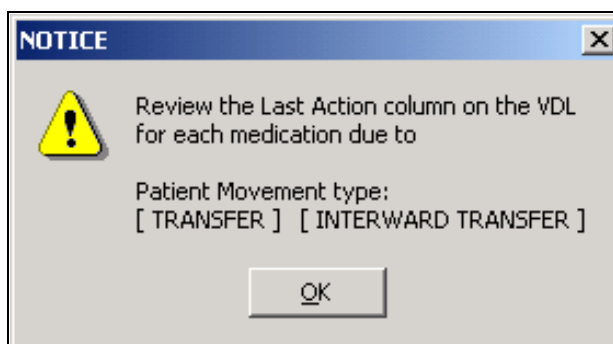 NOTICE
Review the Last Action column on the VDL
for each medication due to
Patient Movement type:
[ TRANSFER ]  [ INTERWARD TRANSFER ]
OK